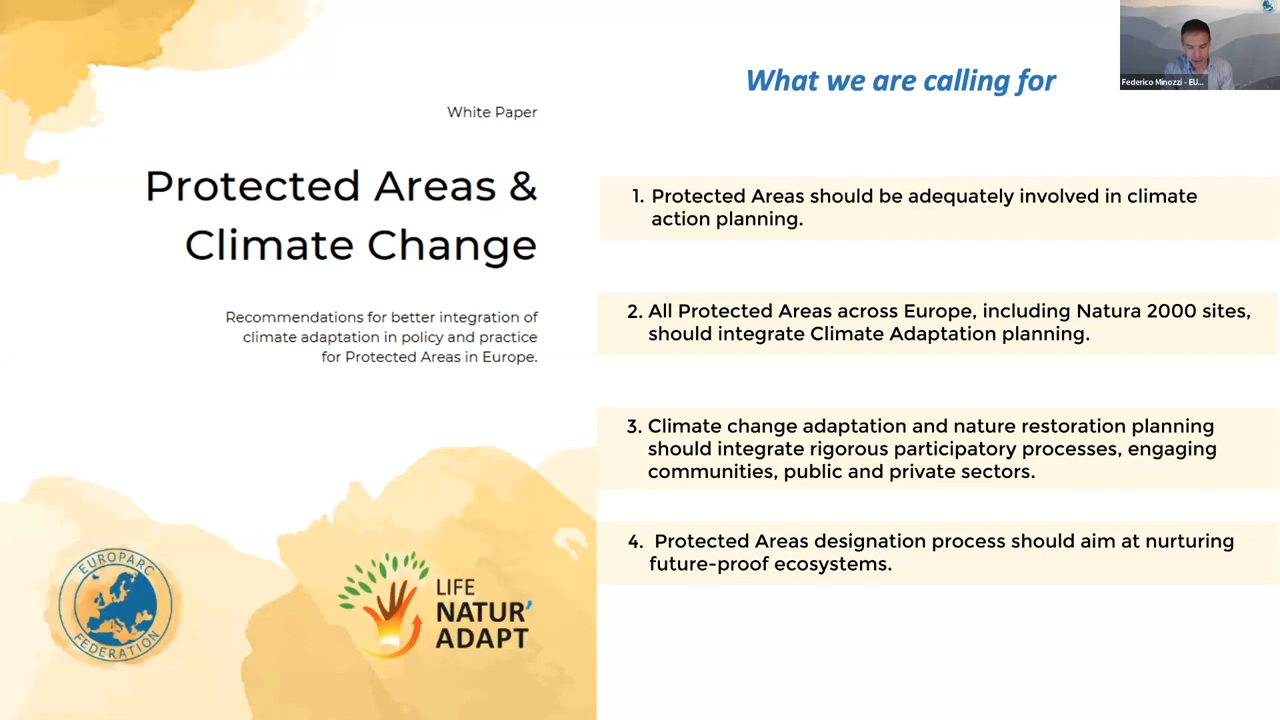 White Paper
Protected Areas &
Climate Change
Recommendations for better integration of
climate adaptation in policy and practice
for Protected Areas in Europe.
EUROPARC
FEDERATION
LIFE
NATUR'
ADAPT
What we are calling for
1. Protected Areas should be adequately involved in climate
action planning.
2. All Protected Areas across Europe, including Natura 2000 sites,
should integrate Climate Adaptation planning.
3. Climate change adaptation and nature restoration planning
should integrate rigorous participatory processes, engaging
communities, public and private sectors.
4. Protected Areas designation process should aim at nurturing
future-proof ecosystems.
Federico Minozzi - EU...